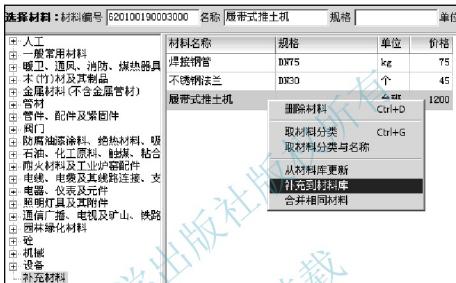 选择材料：材料编号 620100190003000 名称 履带式推土机 规格 单位
人工
一般常用材料
暖卫、通风、消防、煤热器具
木(竹)材及其制品
金属材料(不含金属管材)
管材
管件、配件及紧固件
阀门
防腐油漆涂料、绝热材料、吸
石油、化工原料、触媒、粘合
耐火材料及工业炉窑配件
电线、电缆及其线路连接、支
电器、仪表及元件
照明灯具及其附件
通信广播、电视及矿山、铁路
园林绿化材料
砼
机械
设备
补充材料
材料名称 规格 单位 价格
焊接钢管 DN75 kg 75
不锈钢法兰 DN30 个 45
履带式推土机 台班 1200
删除材料 Ctrl+D
取材料分类 Ctrl+G
取材料分类与名称
从材料库更新
补充到材料库
合并相同材料